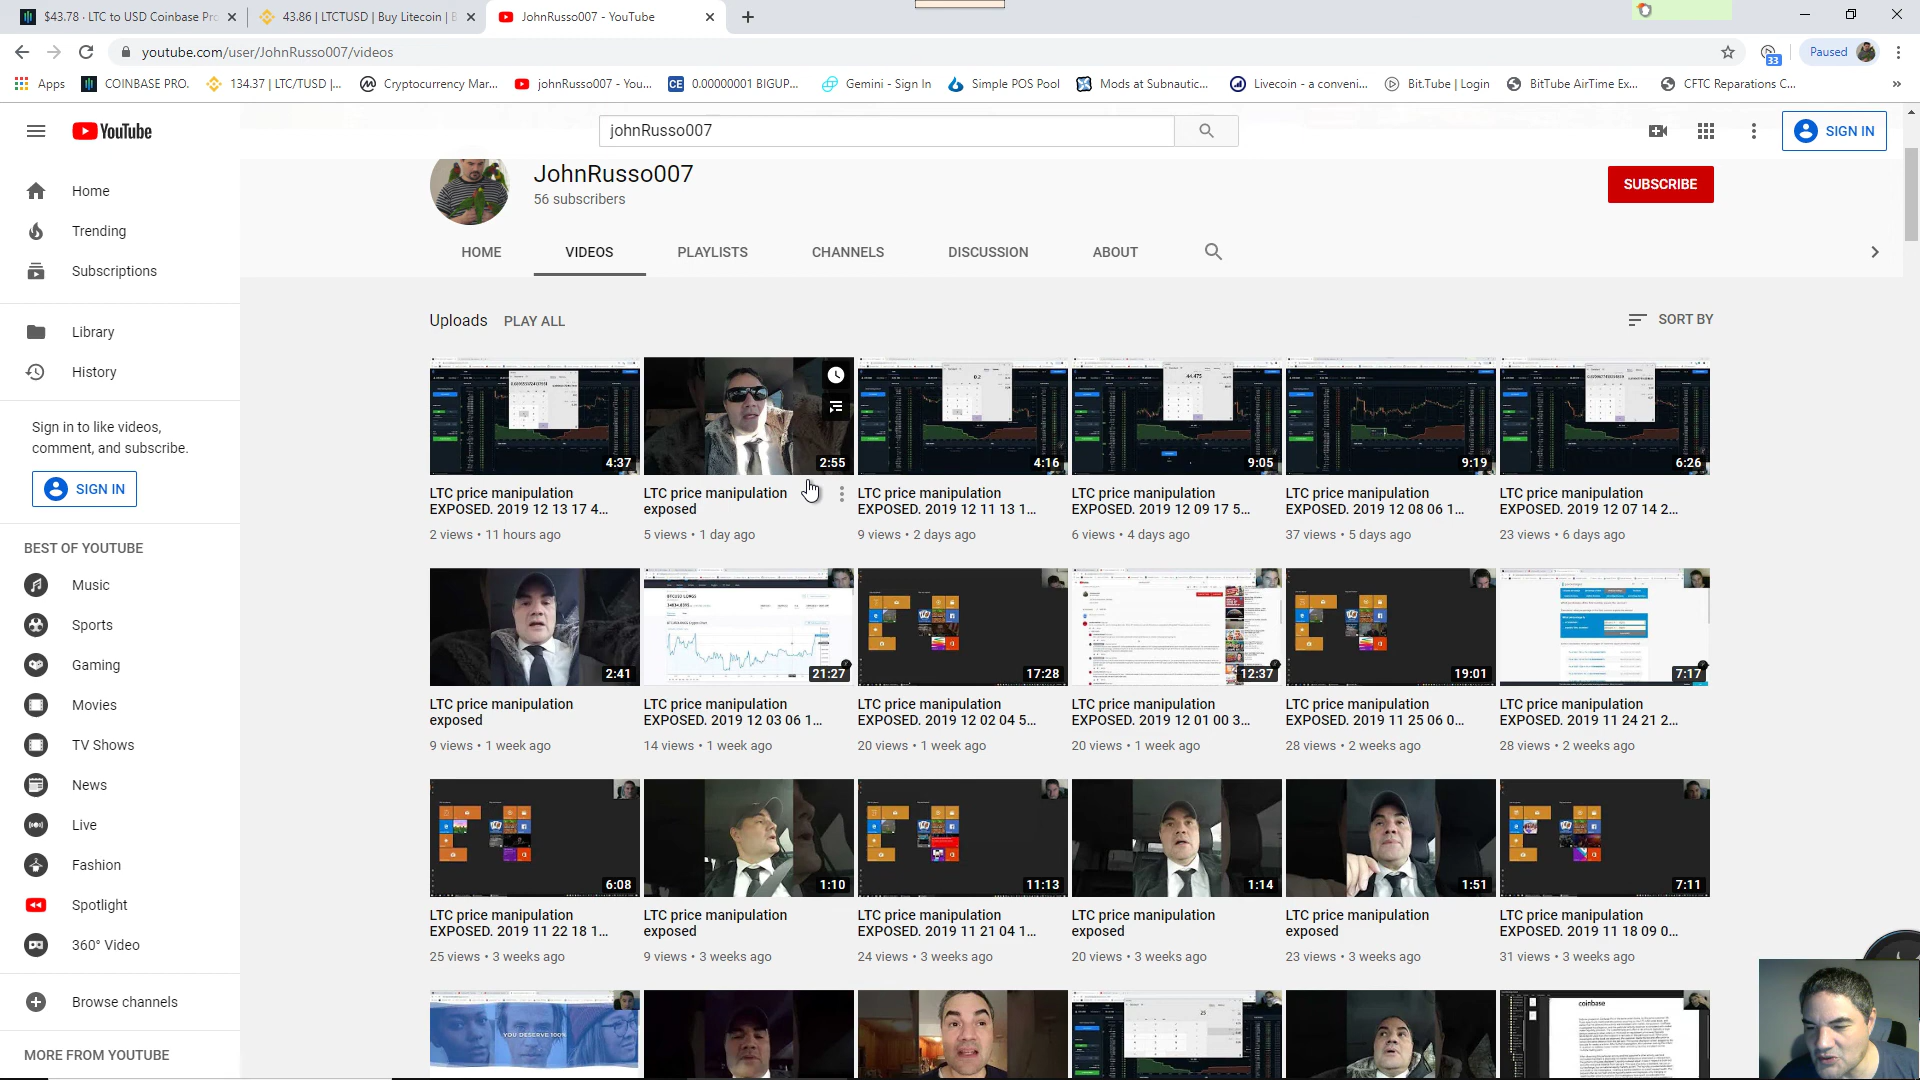 $43.78 · LTC to USD Coinbase Pro
43.86 | LTCTUSD | Buy Litecoin | B
JohnRusso007 - YouTube
youtube.com/user/JohnRusso007/videos
Paused
33
Apps
COINBASE PRO.
134.37 | LTC/TUSD |...
Cryptocurrency Mar...
johnRusso007 - You...
CE 0.00000001 BIGUP...
Gemini - Sign In
Simple POS Pool
Mods at Subnautic...
Livecoin - a conveni...
Bit.Tube | Login
BitTube AirTime Ex...
CFTC Reparations C...
»
YouTube
johnRusso007
SIGN IN
JohnRusso007
56 subscribers
SUBSCRIBE
HOME
VIDEOS
PLAYLISTS
CHANNELS
DISCUSSION
ABOUT
Home
Trending
Subscriptions
Library
History
Sign in to like videos,
comment, and subscribe.
SIGN IN
BEST OF YOUTUBE
Music
Sports
Gaming
Movies
TV Shows
News
Live
Fashion
Spotlight
360° Video
Browse channels
MORE FROM YOUTUBE
Uploads PLAY ALL
SORT BY
4:37
LTC price manipulation
EXPOSED. 2019 12 13 17 4...
2 views • 11 hours ago
2:55
LTC price manipulation
exposed
5 views • 1 day ago
0.2
4:16
LTC price manipulation
EXPOSED. 2019 12 11 13 1...
9 views • 2 days ago
44.475
9:05
LTC price manipulation
EXPOSED. 2019 12 09 17 5...
6 views • 4 days ago
9:19
LTC price manipulation
EXPOSED. 2019 12 08 06 1...
37 views • 5 days ago
6:26
LTC price manipulation
EXPOSED. 2019 12 07 14 2...
23 views • 6 days ago
2:41
LTC price manipulation
exposed
9 views • 1 week ago
21:27
LTC price manipulation
EXPOSED. 2019 12 03 06 1...
14 views • 1 week ago
17:28
LTC price manipulation
EXPOSED. 2019 12 02 04 5...
20 views • 1 week ago
12:37
LTC price manipulation
EXPOSED. 2019 12 01 00 3...
20 views • 1 week ago
19:01
LTC price manipulation
EXPOSED. 2019 11 25 06 0...
28 views • 2 weeks ago
7:17
LTC price manipulation
EXPOSED. 2019 11 24 21 2...
28 views • 2 weeks ago
6:08
LTC price manipulation
EXPOSED. 2019 11 22 18 1...
25 views • 3 weeks ago
1:10
LTC price manipulation
exposed
9 views • 3 weeks ago
11:13
LTC price manipulation
EXPOSED. 2019 11 21 04 1...
24 views • 3 weeks ago
1:14
LTC price manipulation
exposed
20 views • 3 weeks ago
1:51
LTC price manipulation
exposed
23 views • 3 weeks ago
7:11
LTC price manipulation
EXPOSED. 2019 11 18 09 0...
31 views • 3 weeks ago
YOU DESERVE 100%
25
coinbase